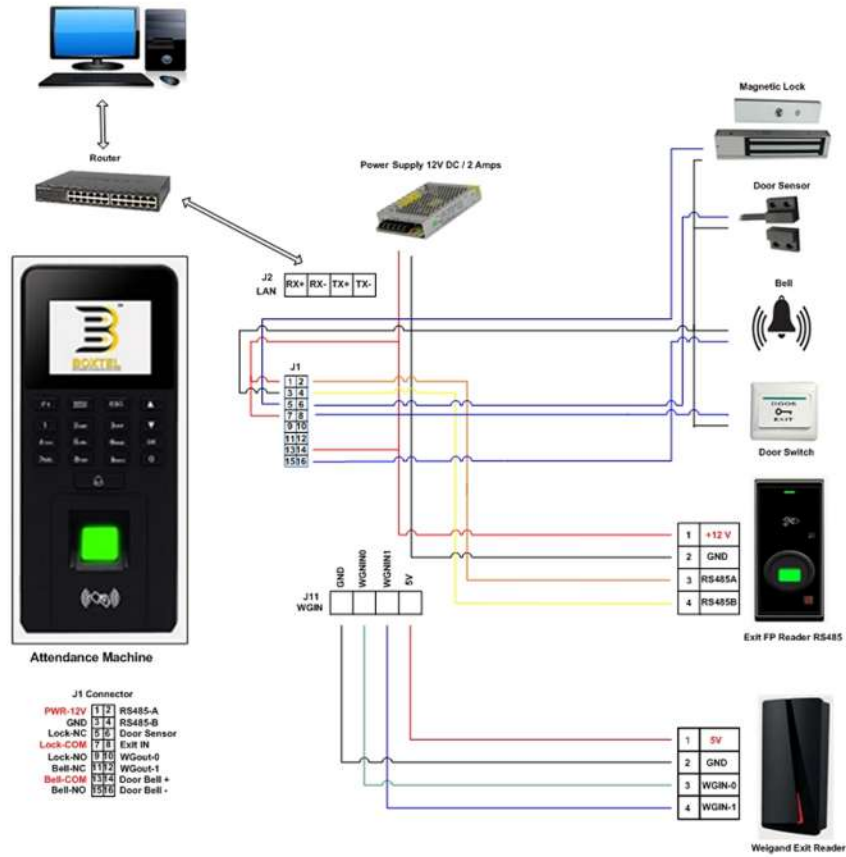 Router
Power Supply 12V DC / 2 Amps
Magnetic Lock
Door Sensor
Bell
DOOR
EXIT
Door Switch
J2
LAN
RX+ RX- TX+ TX-
BOXTEL
ESC
OK
J1
1 2
3 4
5 6
7 8
9 10
11 12
13 14
15 16
Attendance Machine
J1 Connector
PWR-12V 1 2 RS485-A
GND 3 4 RS485-B
Lock-NC 5 6 Door Sensor
Lock-COM 7 8 Exit IN
Lock-NO 9 10 WGout-0
Bell-NC 11 12 WGout-1
Bell-COM 13 14 Door Bell +
Bell-NO 15 16 Door Bell -
J11
WGIN
GND
WGNIN0
WGNIN1
5V
1 +12 V
2 GND
3 RS485A
4 RS485B
Exit FP Reader RS485
1 5V
2 GND
3 WGIN-0
4 WGIN-1
Weigand Exit Reader